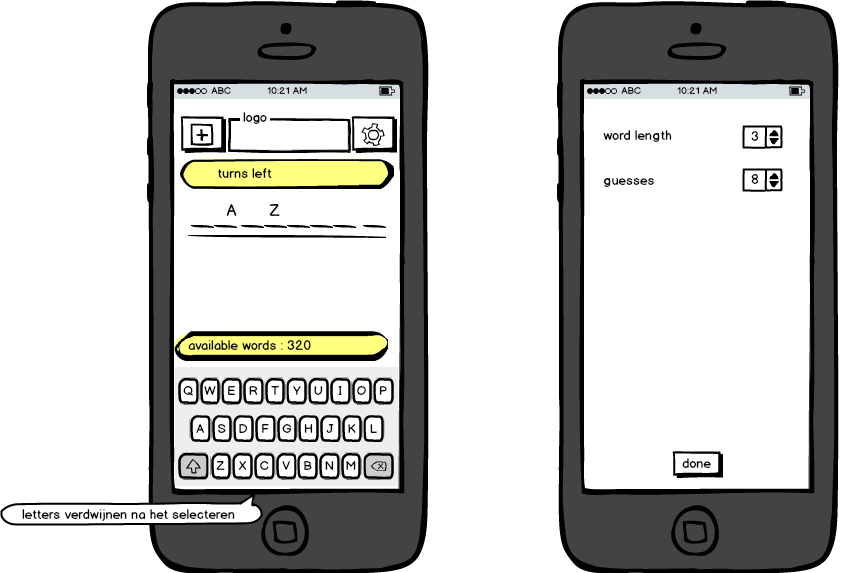 ABC 10:21 AM
logo
turns left
A Z
available words : 320
Q W E R T Y U I O P
A S D F G H J K L
Z X C V B N M
letters verdwijnen na het selecteren
ABC 10:21 AM
word length 3
guesses 8
done